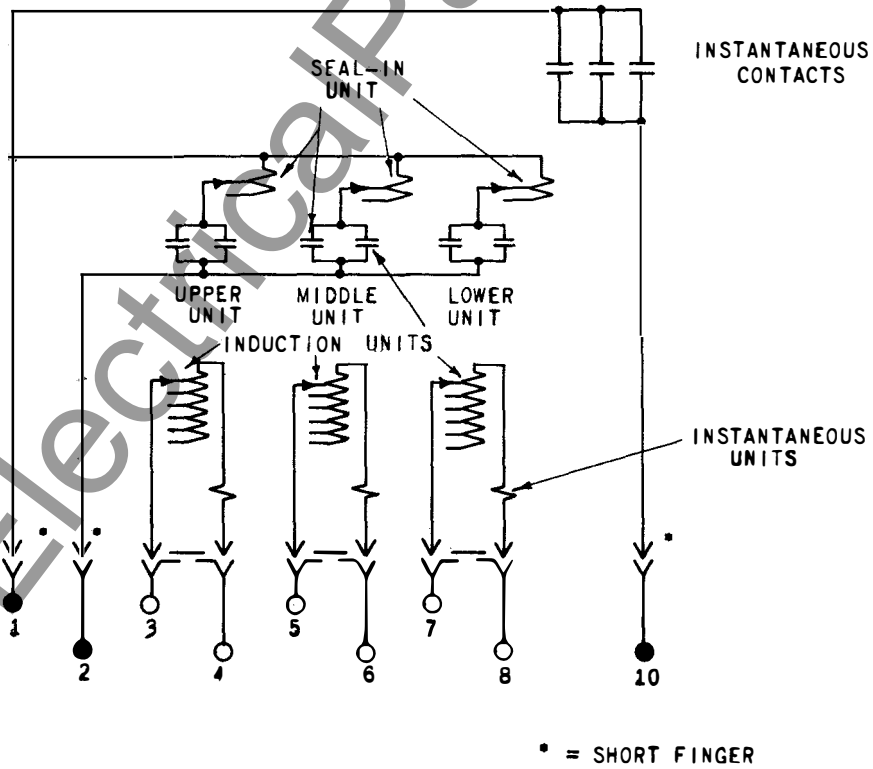 INSTANTANEOUS
CONTACTS
SEAL-IN
UNIT
UPPER
UNIT
MIDDLE
UNIT
LOWER
UNIT
INDUCTION UNITS
INSTANTANEOUS
UNITS
* * *
1 3 5 7
2 4 6 8 10
* = SHORT FINGER